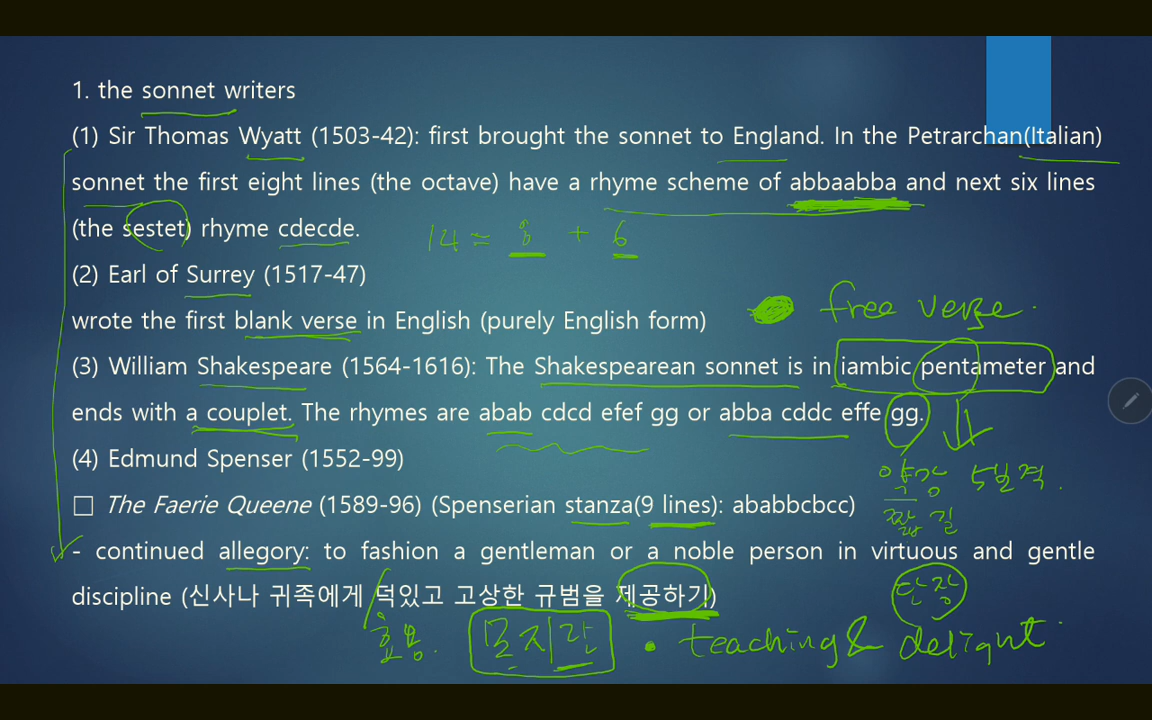 1. the sonnet writers
(1) Sir Thomas Wyatt (1503-42): first brought the sonnet to England. In the Petrarchan(Italian)
sonnet the first eight lines (the octave) have a rhyme scheme of abbaabba and next six lines
(the sestet) rhyme cdecde.
14 = 8 + 6
(2) Earl of Surrey (1517-47)
wrote the first blank verse in English (purely English form)
free verse.
(3) William Shakespeare (1564-1616): The Shakespearean sonnet is in iambic pentameter and
ends with a couplet. The rhymes are abab cdcd efef gg or abba cddc effe gg.
(4) Edmund Spenser (1552-99)
약강 5보격.
□ The Faerie Queene (1589-96) (Spenserian stanza(9 lines): ababbcbcc)
- continued allegory: to fashion a gentleman or a noble person in virtuous and gentle
discipline (신사나 귀족에게 덕있고 고상한 규범을 제공하기)
단장
효용.
teaching & delight